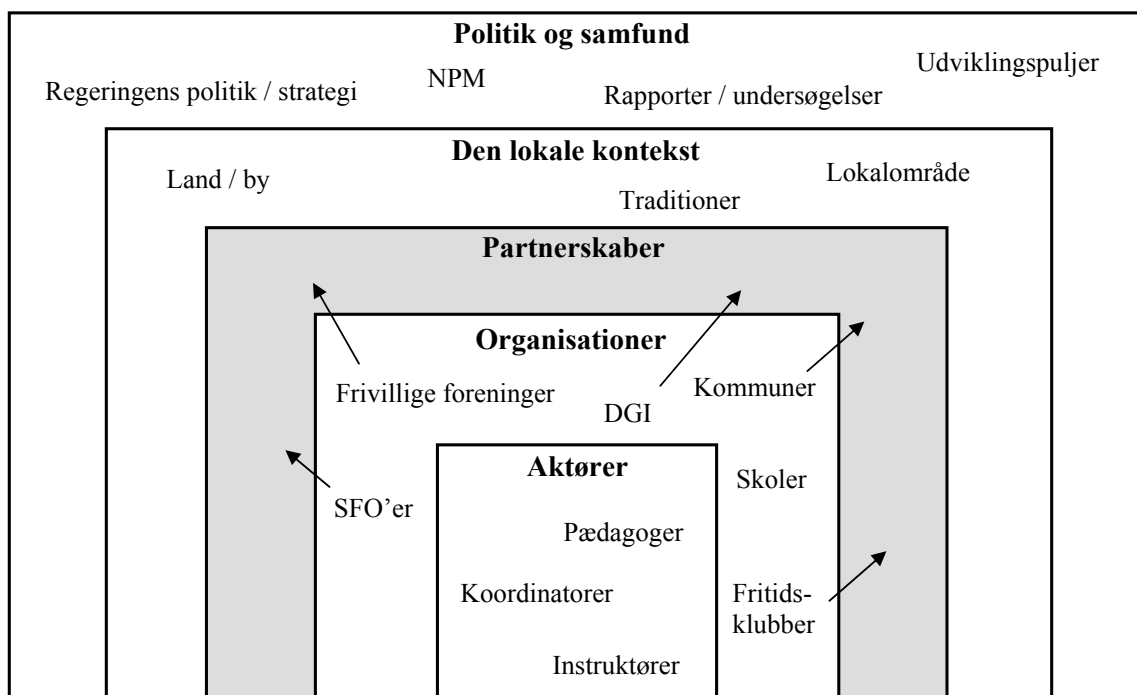 Politik og samfund
Udviklingspuljer
NPM
Regeringens politik / strategi
Rapporter / undersøgelser
Den lokale kontekst
Lokalområde
Land / by
Traditioner
Partnerskaber
Organisationer
Kommuner
Frivillige foreninger
DGI
Aktører
Skoler
SFO’er
Pædagoger
Koordinatorer
Fritids-
klubber
Instruktører